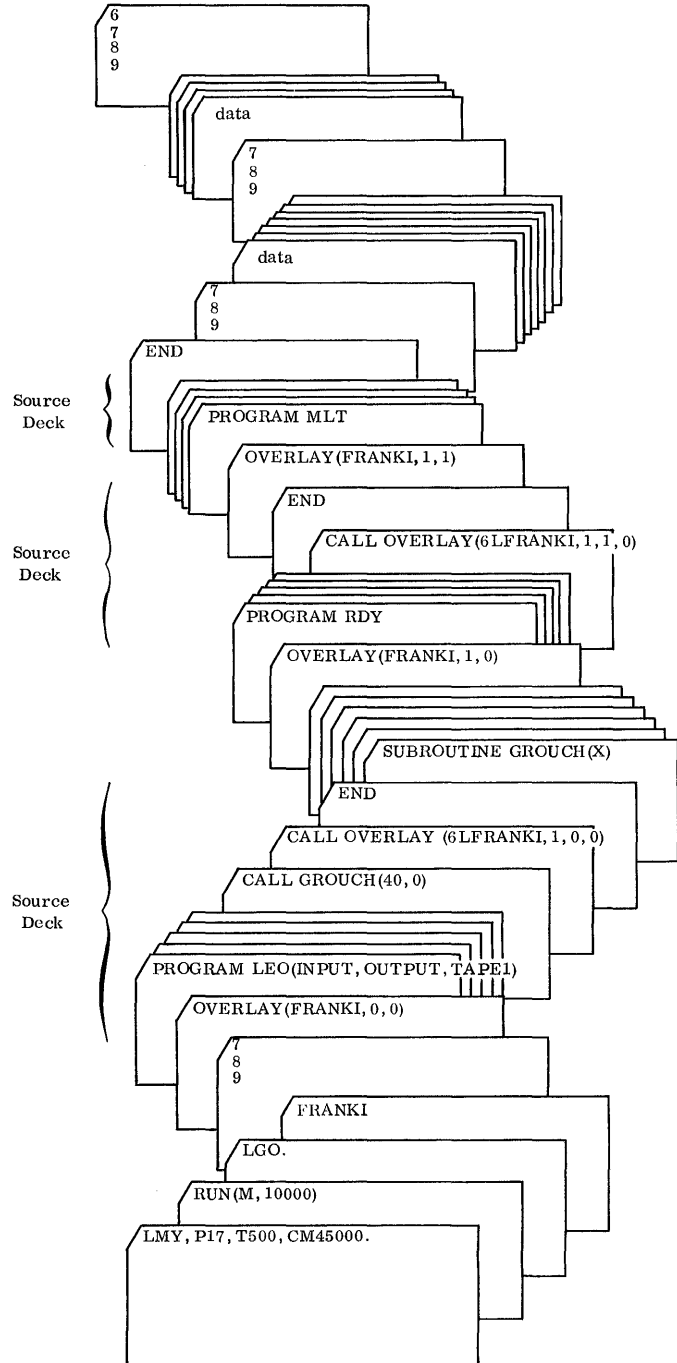 6
7
8
9
data
7
8
9
data
7
8
9
END
Source
Deck
PROGRAM MLT
OVERLAY(FRANKI, 1, 1)
END
Source
Deck
CALL OVERLAY(6LFRANKI, 1, 1, 0)
PROGRAM RDY
OVERLAY(FRANKI, 1, 0)
SUBROUTINE GROUCH(X)
END
CALL OVERLAY (6LFRANKI, 1, 0, 0)
CALL GROUCH(40, 0)
Source
Deck
PROGRAM LEO(INPUT, OUTPUT, TAPE1)
OVERLAY(FRANKI, 0, 0)
7
8
9
FRANKI
LGO.
RUN(M, 10000)
LMY, P17, T500, CM45000.